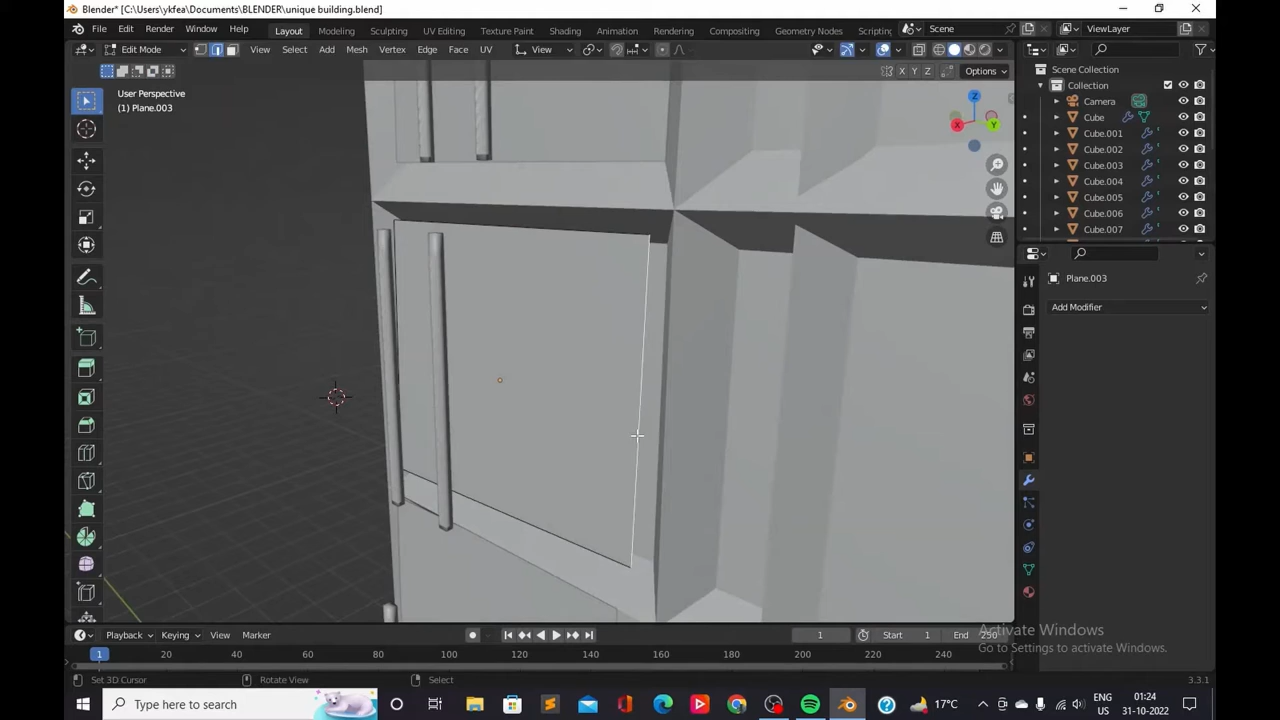 Blender* [C:\Users\ykfea\Documents\BLENDER\unique building.blend]
File Edit Render Window Help Layout Modeling Sculpting UV Editing Texture Paint Shading Animation Rendering Compositing Geometry Nodes Scripting Scene ViewLayer
Edit Mode View Select Add Mesh Vertex Edge Face UV View
X Y Z Options
User Perspective
(1) Plane.003
Z
X Y
Scene Collection
Collection
Camera
Cube
Cube.001
Cube.002
Cube.003
Cube.004
Cube.005
Cube.006
Cube.007
Plane.003
Add Modifier
Activate Windows
Go to Settings to activate Windows.
Playback Keying View Marker 1 Start 1 End 250
1 20 40 60 80 100 120 140 160 180 200 220 240
Set 3D Cursor Rotate View Select 3.3.1
Type here to search 17°C ENG US 01:24 31-10-2022